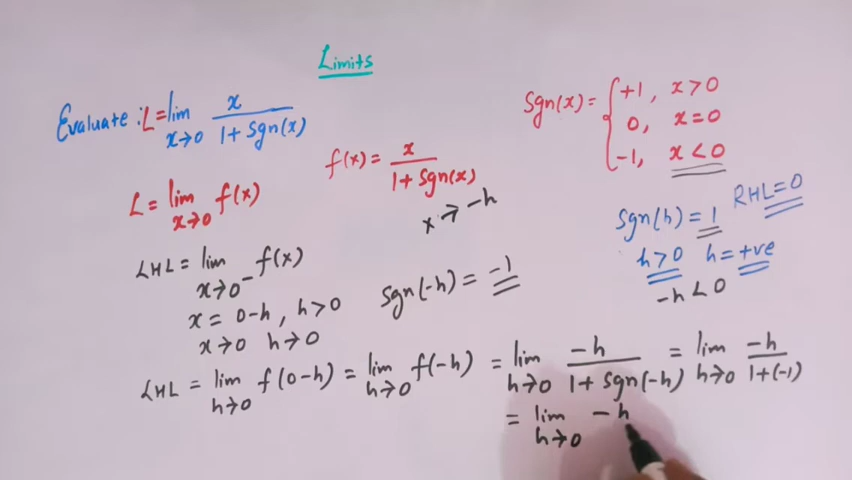 Limits
Evaluate : L = lim x→0 x / (1 + sgn(x))
sgn(x) = { +1, x > 0
0, x = 0
-1, x < 0
f(x) = x / (1 + sgn(x))
L = lim x→0 f(x)
x → -h
RHL = 0
sgn(h) = 1
h > 0 h = +ve
-h < 0
LHL = lim x→0⁻ f(x)
x = 0-h, h > 0
x→0 h→0
sgn(-h) = -1
LHL = lim h→0 f(0-h) = lim h→0 f(-h) = lim h→0 -h / (1 + sgn(-h)) = lim h→0 -h / (1+(-1))
= lim h→0 -h